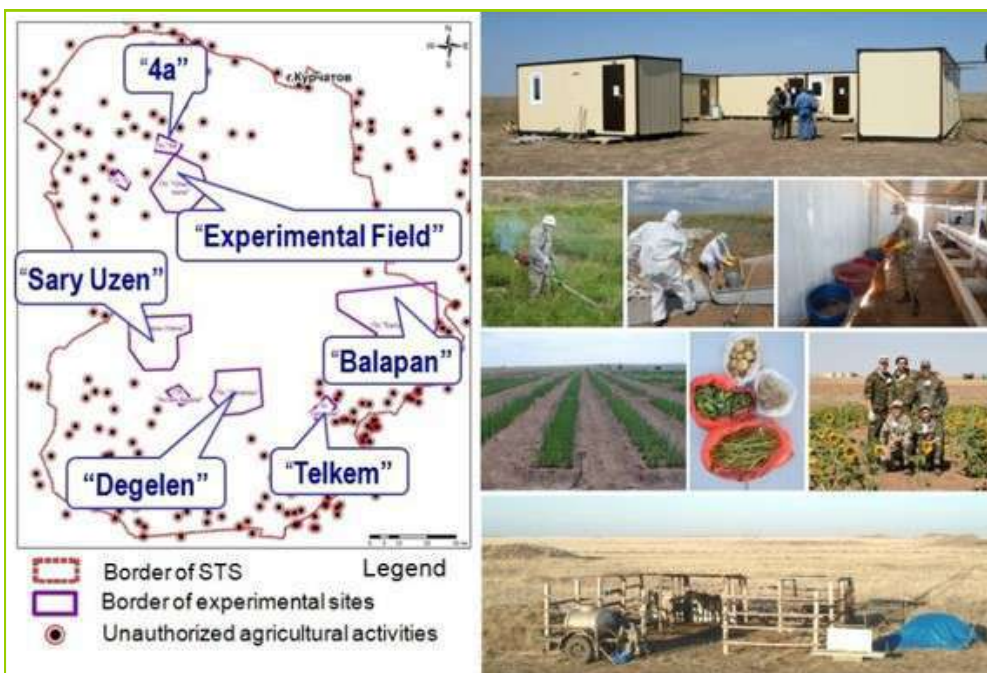 N
"4a"
г.Курчатов
"Experimental Field"
"Sary Uzen"
"Balapan"
"Degelen"
"Telkem"
Legend
Border of STS
Border of experimental sites
Unauthorized agricultural activities